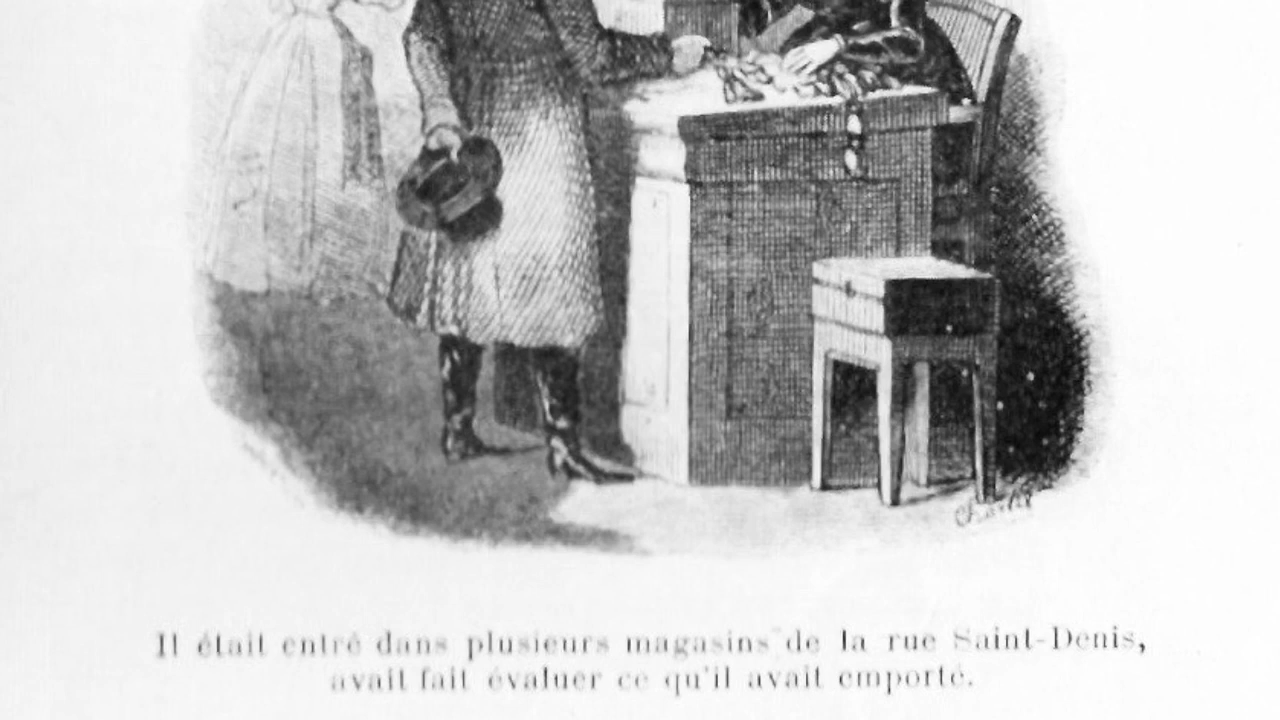 Il était entré dans plusieurs magasins de la rue Saint-Denis,
avait fait évaluer ce qu'il avait emporté.